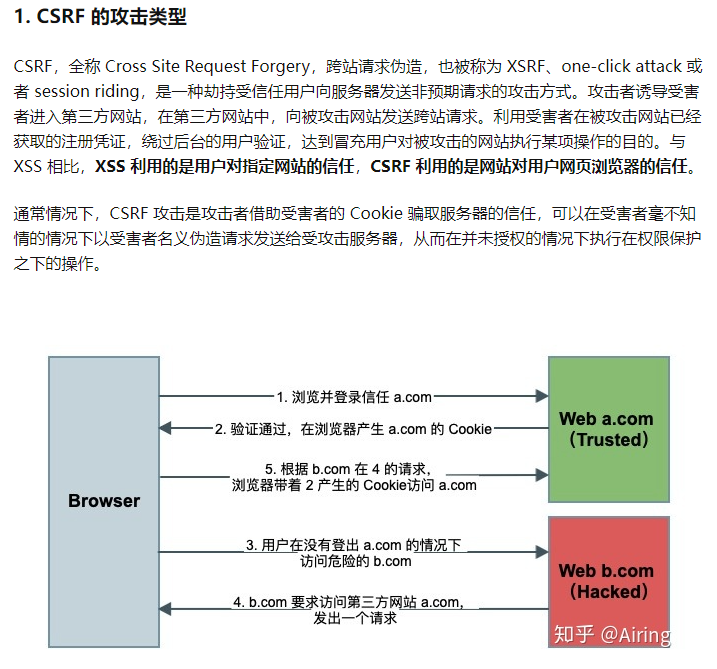 1. CSRF 的攻击类型
CSRF，全称 Cross Site Request Forgery，跨站请求伪造，也被称为 XSRF、one-click attack 或
者 session riding，是一种劫持受信任用户向服务器发送非预期请求的攻击方式。攻击者诱导受害
者进入第三方网站，在第三方网站中，向被攻击网站发送跨站请求。利用受害者在被攻击网站已经
获取的注册凭证，绕过后台的用户验证，达到冒充用户对被攻击的网站执行某项操作的目的。与
XSS 相比，XSS 利用的是用户对指定网站的信任，CSRF 利用的是网站对用户网页浏览器的信任。
通常情况下，CSRF 攻击是攻击者借助受害者的 Cookie 骗取服务器的信任，可以在受害者毫不知
情的情况下以受害者名义伪造请求发送给受攻击服务器，从而在并未授权的情况下执行在权限保护
之下的操作。
Browser
1. 浏览并登录信任 a.com
2. 验证通过，在浏览器产生 a.com 的 Cookie
5. 根据 b.com 在 4 的请求，
浏览器带着 2 产生的 Cookie访问 a.com
3. 用户在没有登出 a.com 的情况下
访问危险的 b.com
4. b.com 要求访问第三方网站 a.com，
发出一个请求
Web a.com
（Trusted）
Web b.com
（Hacked）
知乎 @Airing